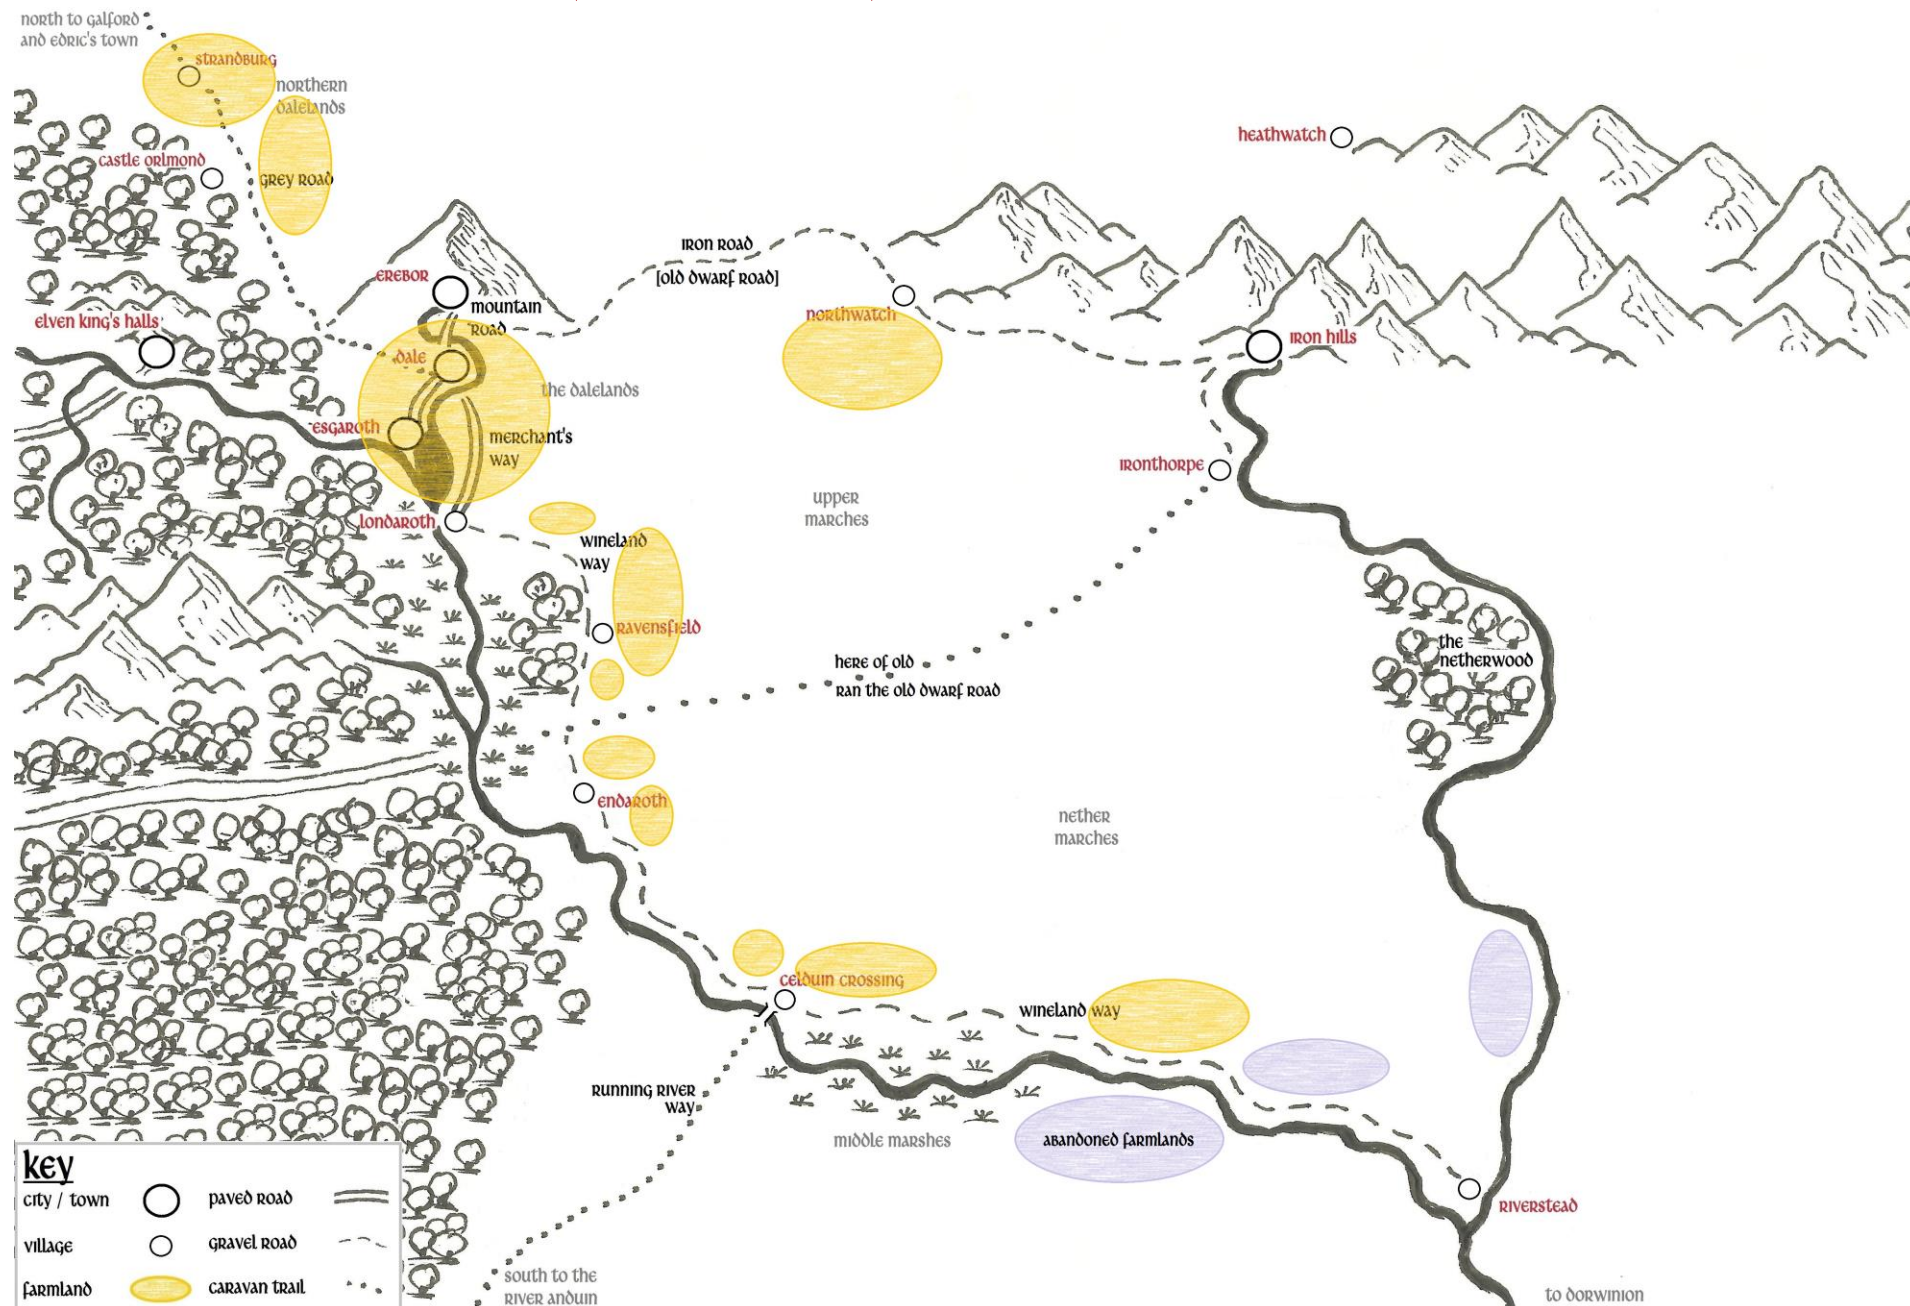 north to galford
and edric's town
strandburg
northern
dalelands
castle orlmond
grey road
heathwatch
iron road
[old dwarf road]
erebor
mountain
road
northwatch
elven king's halls
iron hills
dale
the dalelands
esgaroth
merchant's
way
ironthorpe
upper
marches
londaroth
wineland
way
ravensfield
the
netherwood
here of old
ran the old dwarf road
endaroth
nether
marches
celduin crossing
wineland way
running river
way
middle marshes
abandoned farmlands
riverstead
south to the
river anduin
to dorwinion
key
city / town
paved road
village
gravel road
farmland
caravan trail